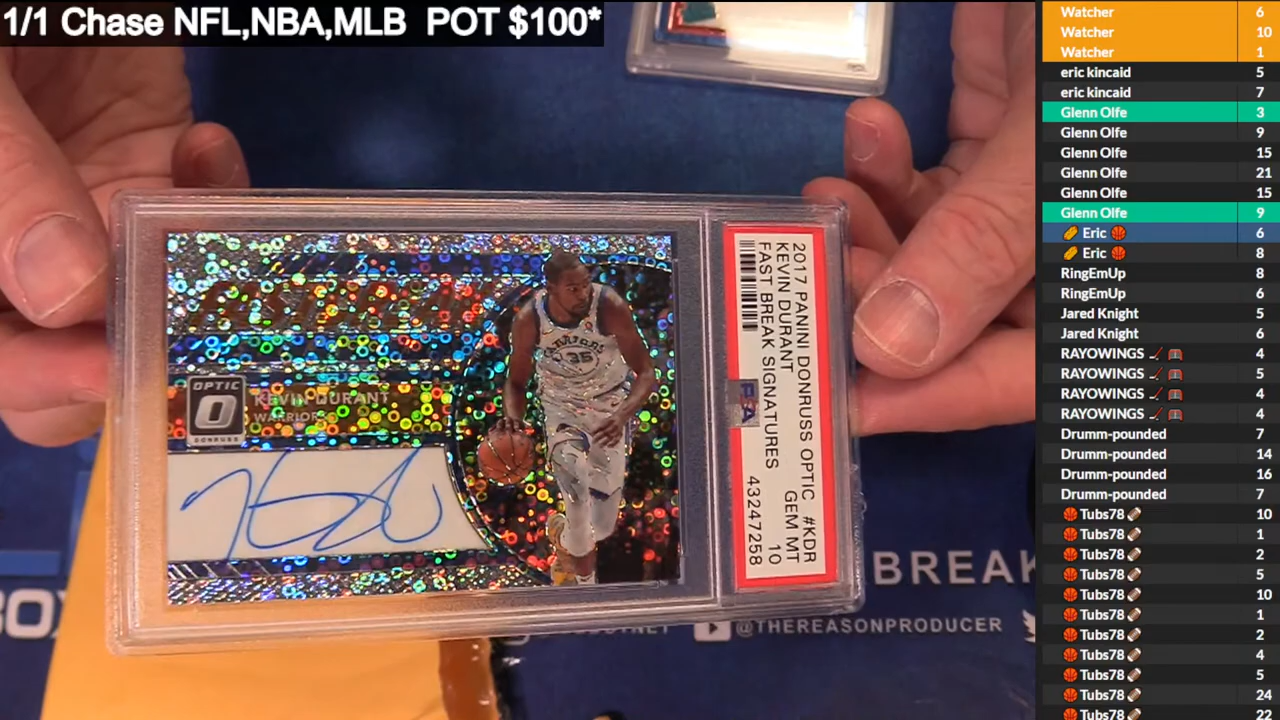 1/1 Chase NFL,NBA,MLB POT $100*
Watcher 6
Watcher 10
Watcher 1
eric kincaid 5
eric kincaid 7
Glenn Olfe 3
Glenn Olfe 9
Glenn Olfe 15
Glenn Olfe 21
Glenn Olfe 15
Glenn Olfe 9
Eric 6
Eric 8
RingEmUp 8
RingEmUp 6
Jared Knight 5
Jared Knight 6
RAYOWINGS 4
RAYOWINGS 5
RAYOWINGS 4
RAYOWINGS 4
Drumm-pounded 7
Drumm-pounded 14
Drumm-pounded 16
Drumm-pounded 7
Tubs78 10
Tubs78 1
Tubs78 2
Tubs78 5
Tubs78 10
Tubs78 1
Tubs78 2
Tubs78 4
Tubs78 5
Tubs78 24
Tubs78 22
2017 PANINI DONRUSS OPTIC #KDR
KEVIN DURANT GEM MT
FAST BREAK SIGNATURES 10
43247258
PSA
OPTIC
DONRUSS
KEVIN DURANT
WARRIORS
WARRIORS
35
BREAK
@THEREASONPRODUCER